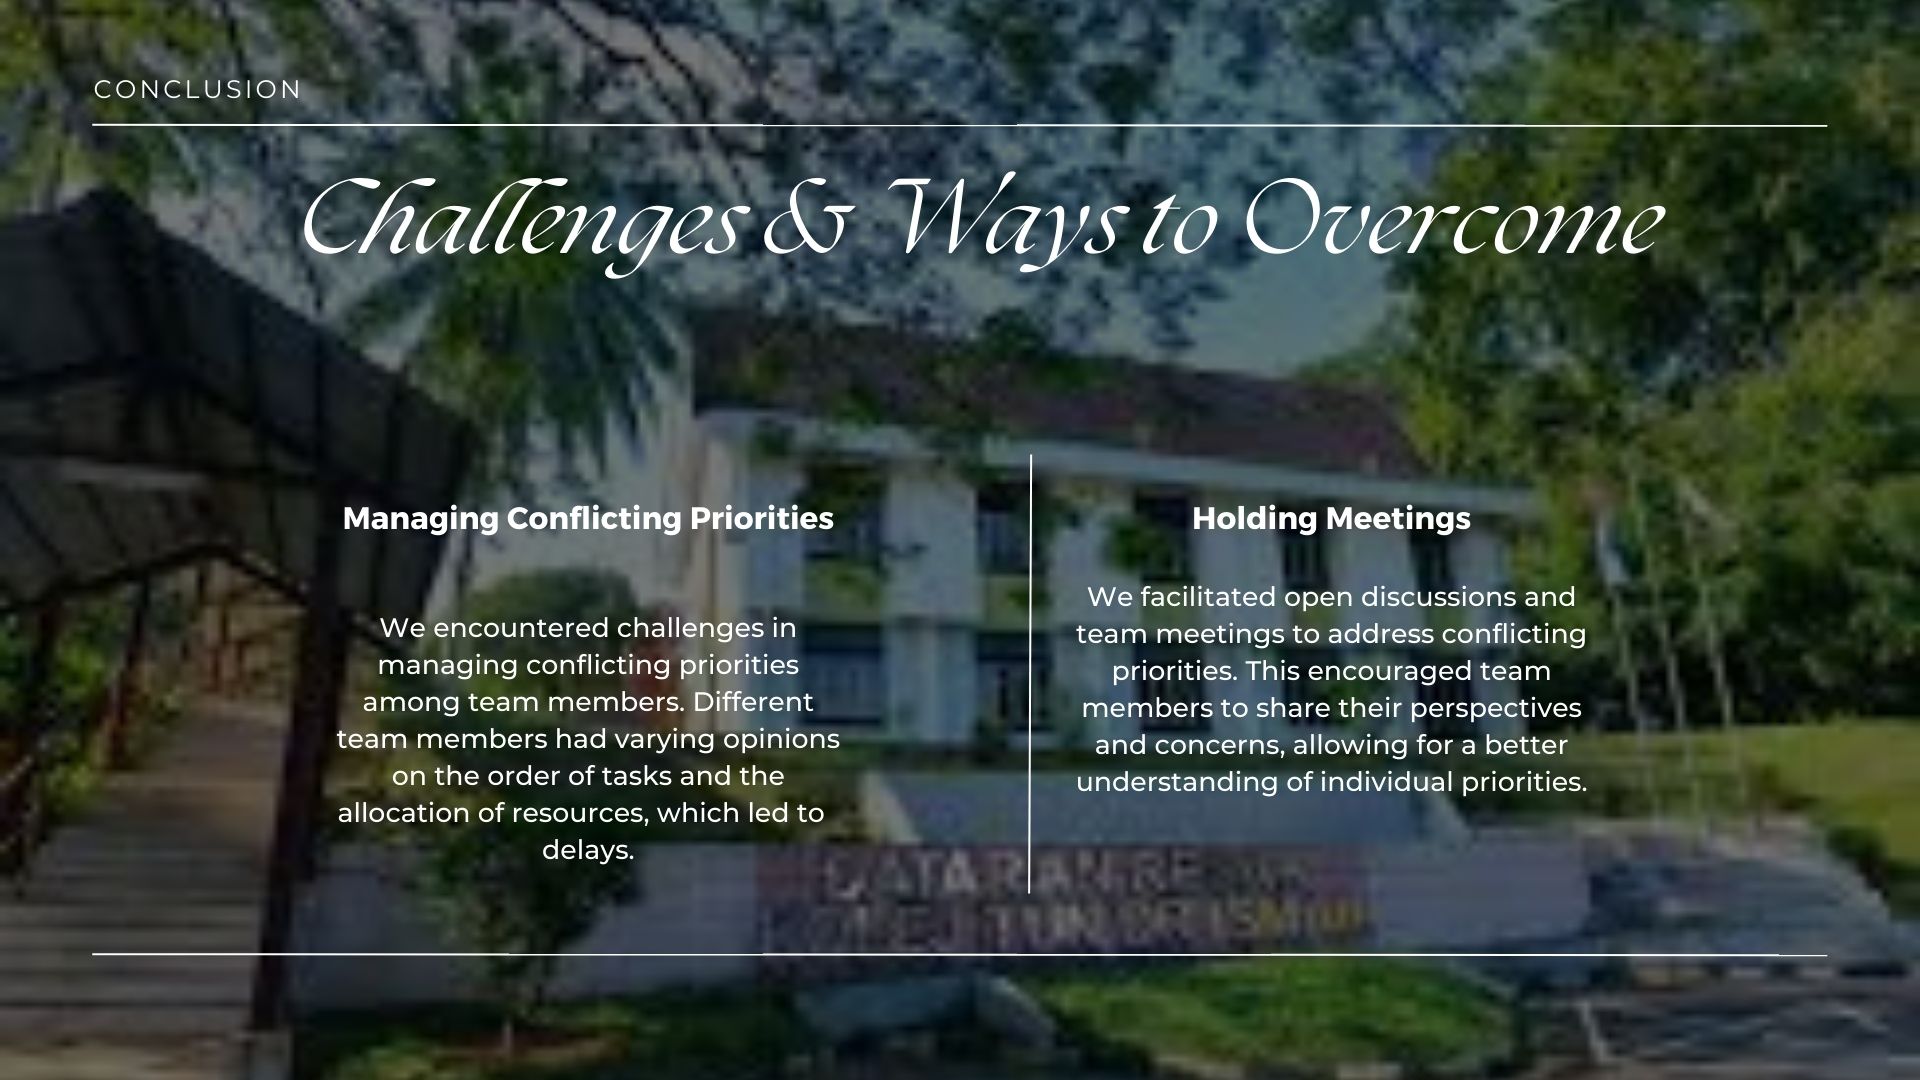 CONCLUSION
Challenges & Ways to Overcome
Managing Conflicting Priorities
We encountered challenges in
managing conflicting priorities
among team members. Different
team members had varying opinions
on the order of tasks and the
allocation of resources, which led to
delays.
Holding Meetings
We facilitated open discussions and
team meetings to address conflicting
priorities. This encouraged team
members to share their perspectives
and concerns, allowing for a better
understanding of individual priorities.
TUN